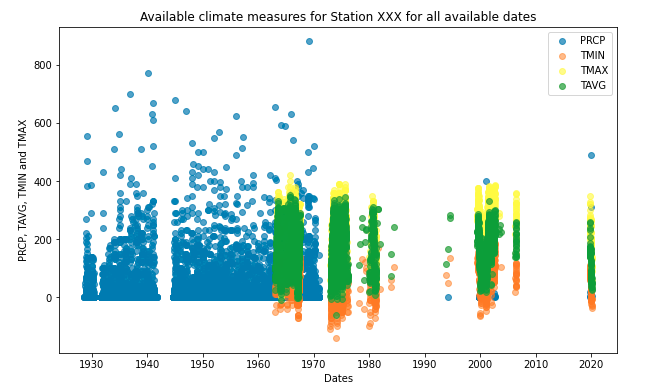 Available climate measures for Station XXX for all available dates
PRCP, TAVG, TMIN and TMAX
800
600
400
200
0
PRCP
TMIN
TMAX
TAVG
1930 1940 1950 1960 1970 1980 1990 2000 2010 2020
Dates